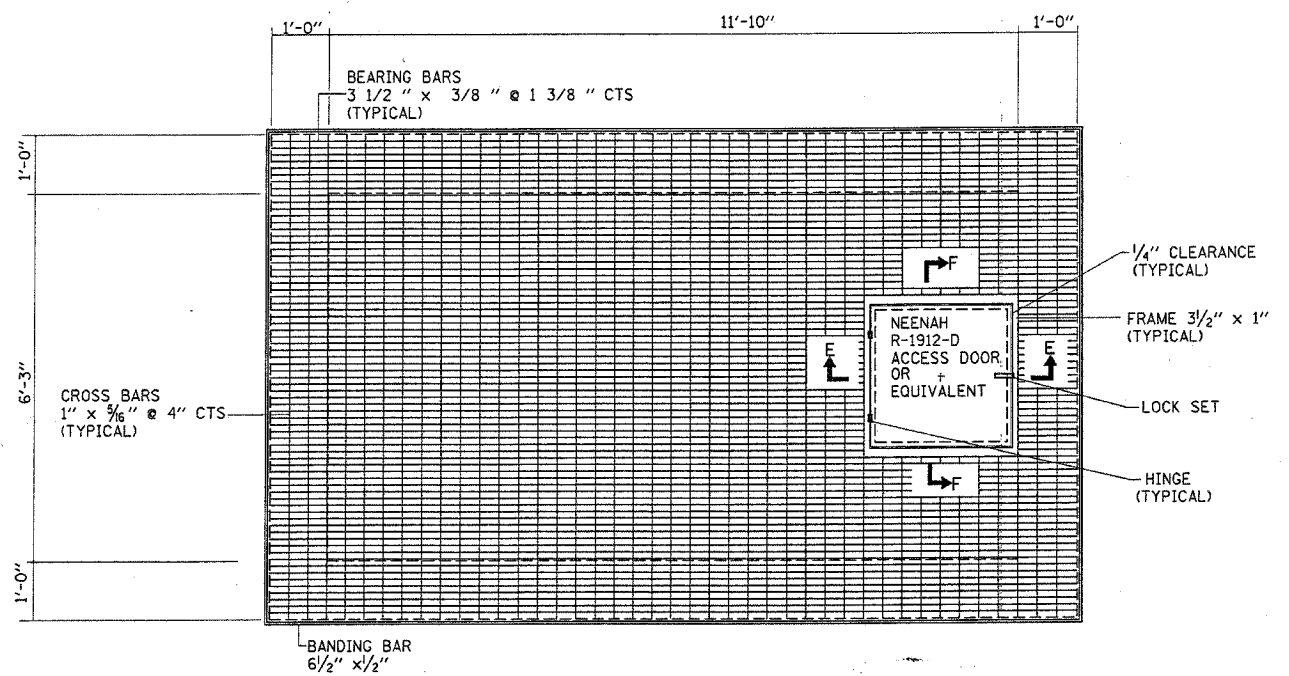 1'-0"
11'-10"
1'-0"
BEARING BARS
3 1/2 " x 3/8 " @ 1 3/8 " CTS
(TYPICAL)
1'-0"
6'-3"
1'-0"
CROSS BARS
1" x 5/16" @ 4" CTS
(TYPICAL)
F
1/4" CLEARANCE
(TYPICAL)
FRAME 3 1/2" x 1"
(TYPICAL)
NEENAH
R-1912-D
ACCESS DOOR
OR
EQUIVALENT
E
E
LOCK SET
HINGE
(TYPICAL)
F
BANDING BAR
6 1/2" x 1/2"